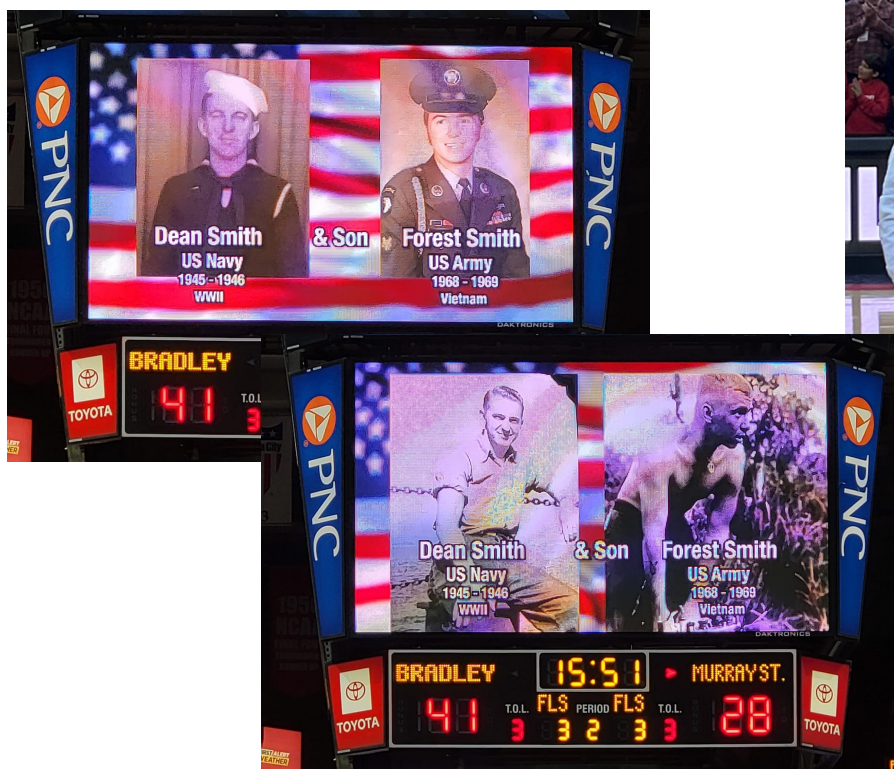 PNC
PNC
Dean Smith & Son Forest Smith
US Navy US Army
1945 - 1946 1968 - 1969
WWII Vietnam
DAKTRONICS
TOYOTA
BRADLEY
41 T.O.L
3
PNC
PNC
Dean Smith & Son Forest Smith
US Navy US Army
1945 - 1946 1968 - 1969
WWII Vietnam
DAKTRONICS
TOYOTA
BRADLEY 15:51 MURRAY ST.
41 T.O.L. FLS PERIOD FLS T.O.L. 28
3 3 2 3 3
TOYOTA
FIRST ALERT
WEATHER